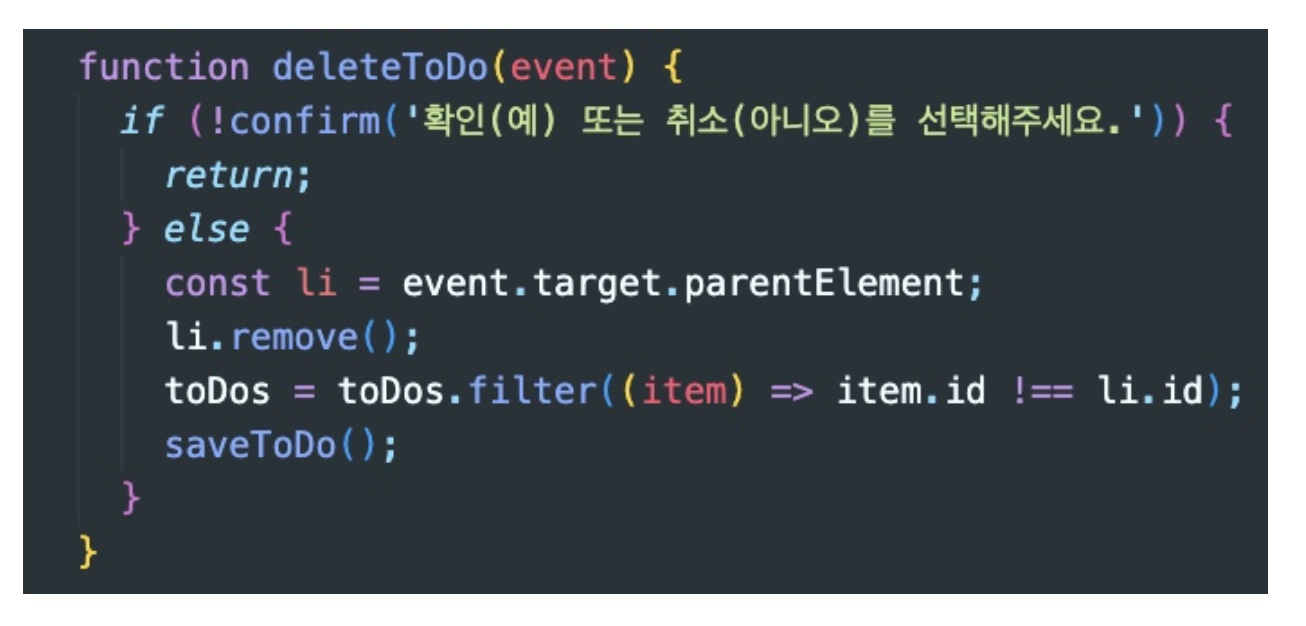 function deleteToDo(event) {
  if (!confirm('확인(예) 또는 취소(아니오)를 선택해주세요.')) {
    return;
  } else {
    const li = event.target.parentElement;
    li.remove();
    toDos = toDos.filter((item) => item.id !== li.id);
    saveToDo();
  }
}